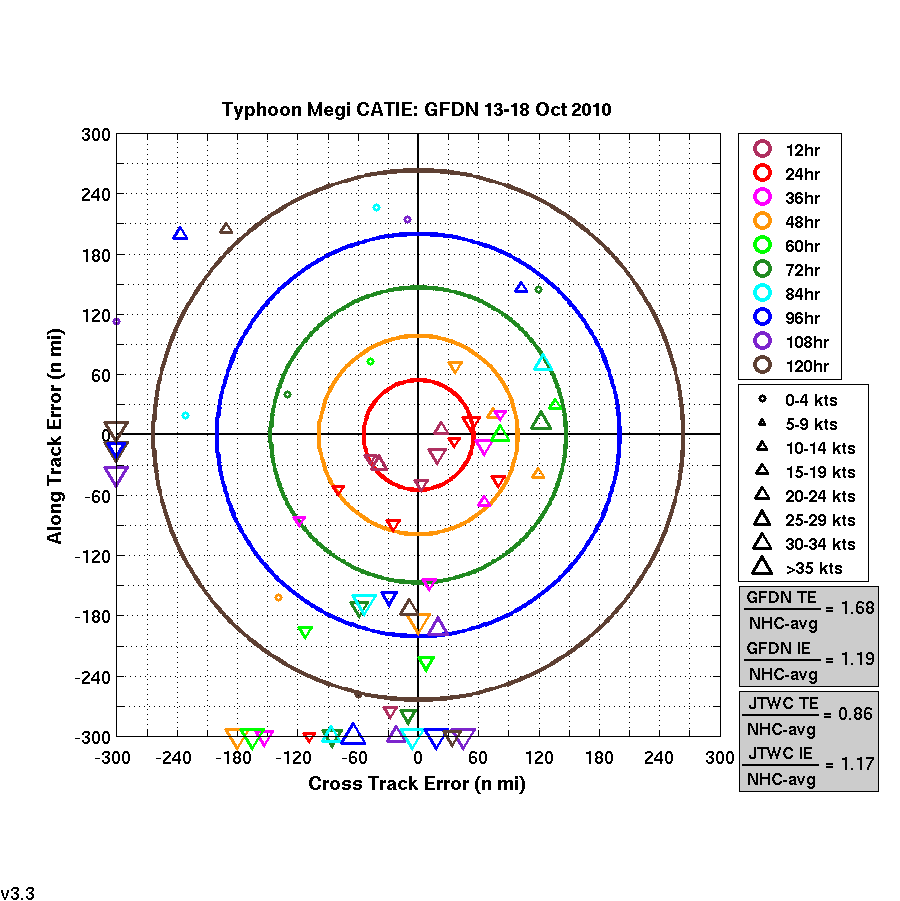 Typhoon Megi CATIE: GFDN 13-18 Oct 2010
300
240
180
120
60
0
-60
-120
-180
-240
-300
Along Track Error (n mi)
-300 -240 -180 -120 -60 0 60 120 180 240 300
Cross Track Error (n mi)
12hr
24hr
36hr
48hr
60hr
72hr
84hr
96hr
108hr
120hr
0-4 kts
5-9 kts
10-14 kts
15-19 kts
20-24 kts
25-29 kts
30-34 kts
>35 kts
GFDN TE
NHC-avg = 1.68
GFDN IE
NHC-avg = 1.19
JTWC TE
NHC-avg = 0.86
JTWC IE
NHC-avg = 1.17
v3.3